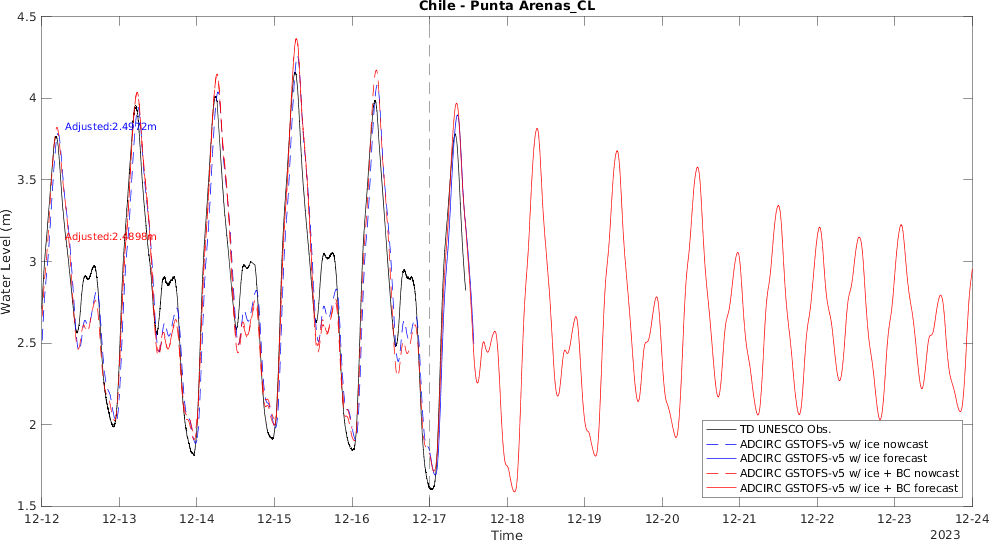 Chile - Punta Arenas_CL
4.5
4
3.5
3
2.5
2
1.5
Water Level (m)
Adjusted:2.4972m
Adjusted:2.4898m
TD UNESCO Obs.
ADCIRC GSTOFS-v5 w/ ice nowcast
ADCIRC GSTOFS-v5 w/ ice forecast
ADCIRC GSTOFS-v5 w/ ice + BC nowcast
ADCIRC GSTOFS-v5 w/ ice + BC forecast
12-12 12-13 12-14 12-15 12-16 12-17 12-18 12-19 12-20 12-21 12-22 12-23 12-24
Time
2023